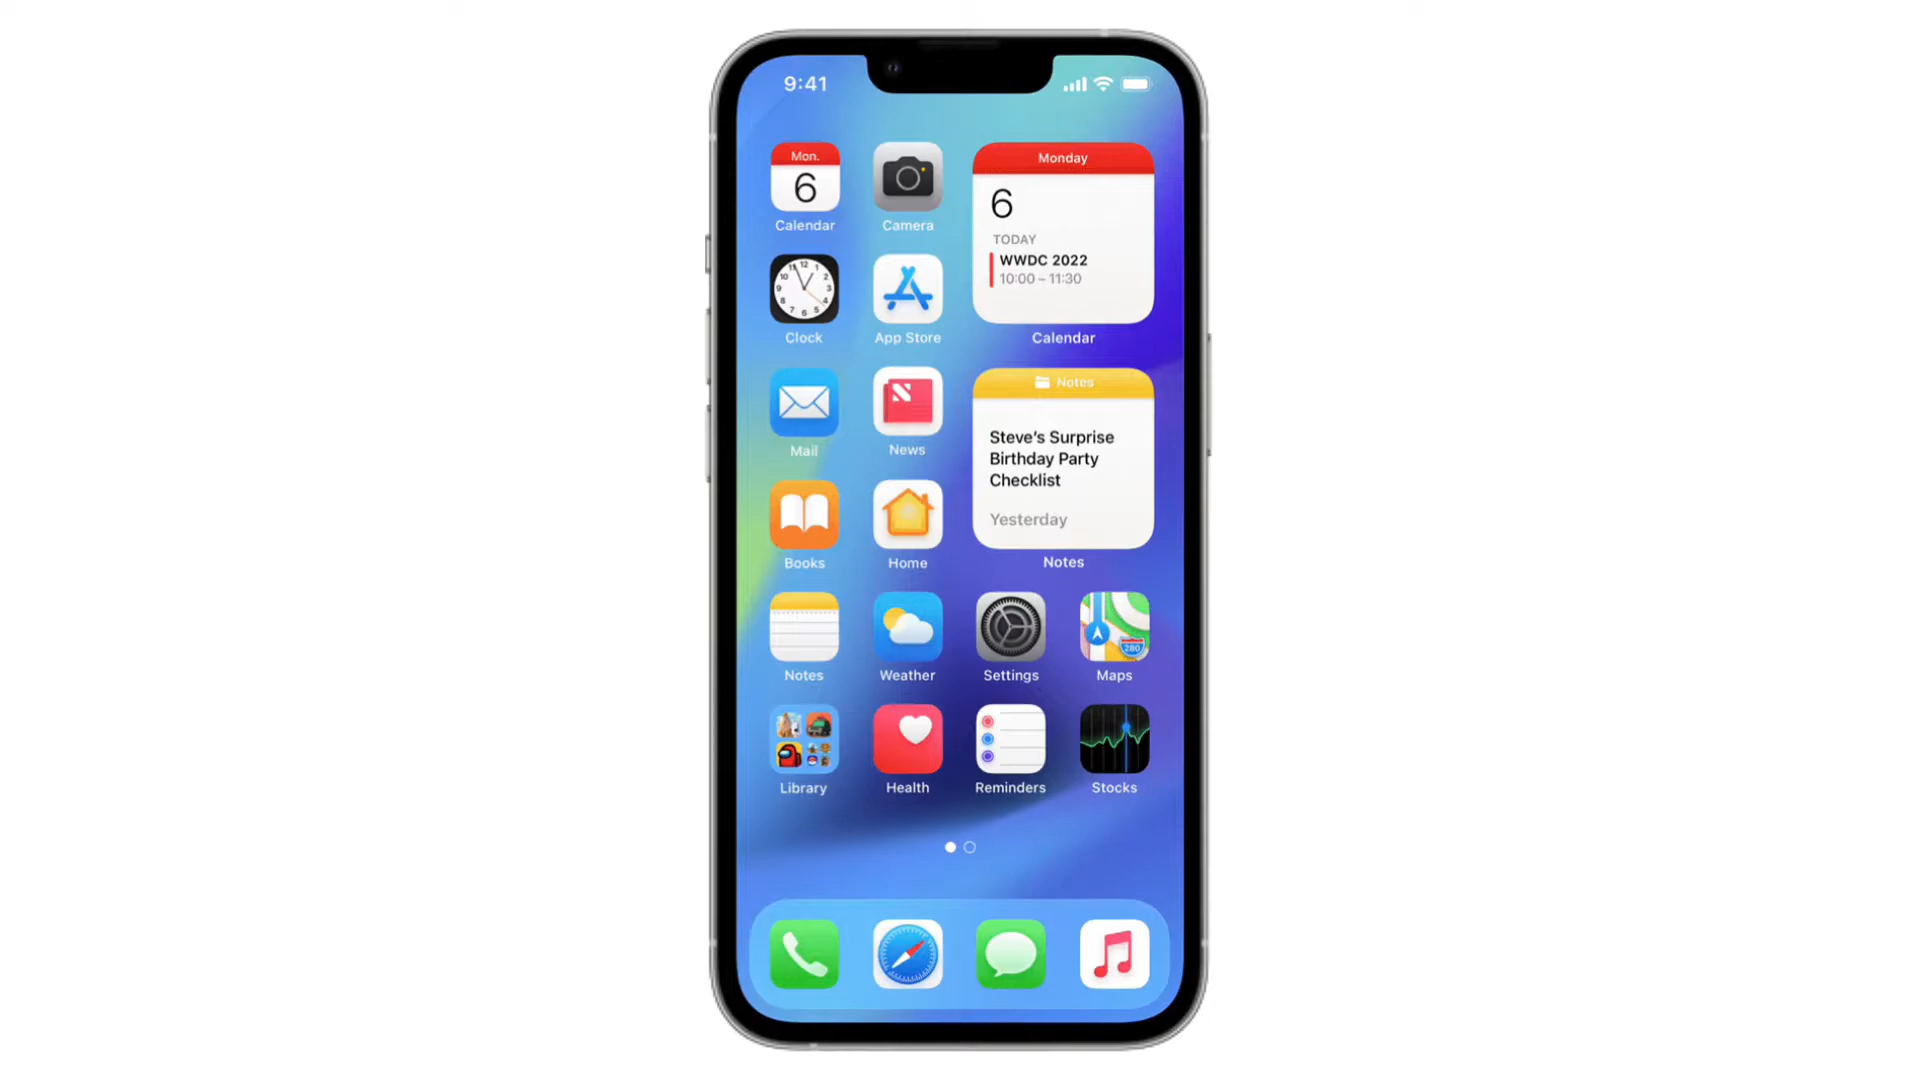 9:41
Mon.
6
Calendar
Camera
Monday
6
TODAY
WWDC 2022
10:00 – 11:30
Calendar
Clock
App Store
Notes
Steve's Surprise
Birthday Party
Checklist
Yesterday
Notes
Mail
News
Books
Home
Notes
Weather
Settings
280
Maps
Library
Health
Reminders
Stocks